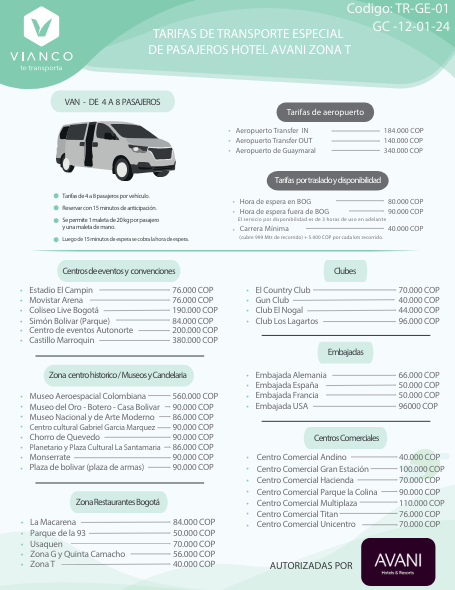 Codigo: TR-GE-01
GC -12-01-24
VIANCO
te transporta
TARIFAS DE TRANSPORTE ESPECIAL
DE PASAJEROS HOTEL AVANI ZONA T
VAN - DE 4 A 8 PASAJEROS
Tarifas de 4 a 8 pasajeros por vehículo.
Reservar con 15 minutos de anticipación.
Se permite 1 maleta de 20 kg por pasajero
y una maleta de mano.
Luego de 15 minutos de espera se cobra la hora de espera.
Tarifas de aeropuerto
Aeropuerto Transfer IN 184.000 COP
Aeropuerto Transfer OUT 140.000 COP
Aeropuerto de Guaymaral 340.000 COP
Tarifas por traslado y disponibilidad
Hora de espera en BOG 80.000 COP
Hora de espera fuera de BOG 90.000 COP
El servicio por disponibilidad es de 3 horas de uso en adelante
Carrera Mínima 40.000 COP
(cubre 999 Mts de recorrido) + 5.000 COP por cada km recorrido
Centros de eventos y convenciones
Estadio El Campin 76.000 COP
Movistar Arena 76.000 COP
Coliseo Live Bogotá 190.000 COP
Simón Bolivar (Parque) 84.000 COP
Centro de eventos Autonorte 200.000 COP
Castillo Marroquin 380.000 COP
Zona centro historico / Museos y Candelaria
Museo Aeroespacial Colombiana 560.000 COP
Museo del Oro - Botero - Casa Bolivar 90.000 COP
Museo Nacional y de Arte Moderno 86.000 COP
Centro cultural Gabriel Garcia Marquez 90.000 COP
Chorro de Quevedo 90.000 COP
Planetario y Plaza Cultural La Santamaria 86.000 COP
Monserrate 90.000 COP
Plaza de bolivar (plaza de armas) 90.000 COP
Zona Restaurantes Bogotá
La Macarena 84.000 COP
Parque de la 93 50.000 COP
Usaquen 70.000 COP
Zona G y Quinta Camacho 56.000 COP
Zona T 40.000 COP
Clubes
El Country Club 70.000 COP
Gun Club 40.000 COP
Club El Nogal 44.000 COP
Club Los Lagartos 96.000 COP
Embajadas
Embajada Alemania 66.000 COP
Embajada España 50.000 COP
Embajada Francia 50.000 COP
Embajada USA 96000 COP
Centros Comerciales
Centro Comercial Andino 40.000 COP
Centro Comercial Gran Estación 100.000 COP
Centro Comercial Hacienda 70.000 COP
Centro Comercial Parque la Colina 90.000 COP
Centro Comercial Multiplaza 110.000 COP
Centro Comercial Titan 76.000 COP
Centro Comercial Unicentro 70.000 COP
AUTORIZADAS POR
AVANI
Hotels & Resorts